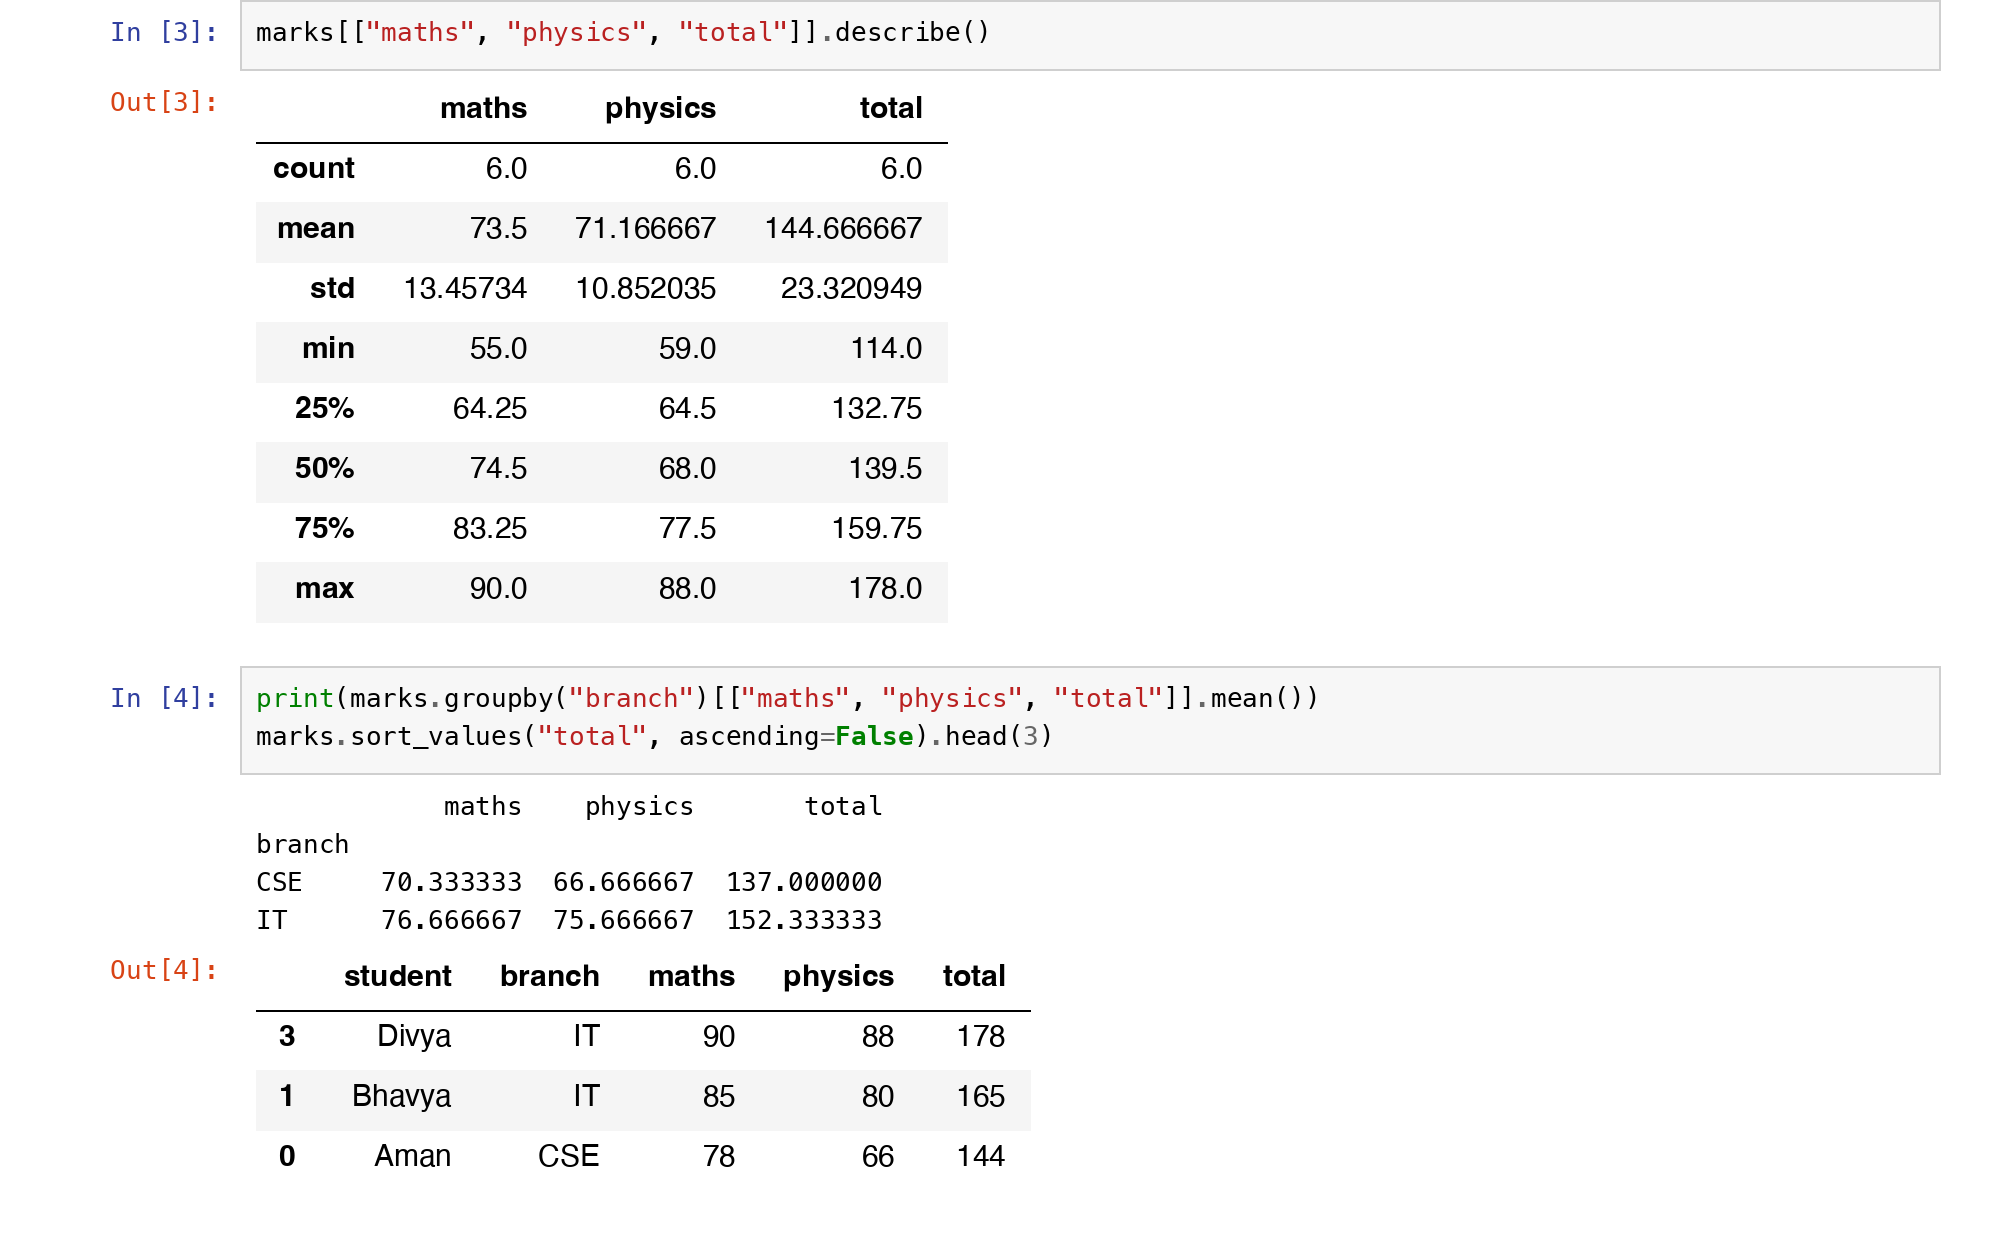 In [3]: marks[["maths", "physics", "total"]].describe()
Out[3]:
maths physics total
count 6.0 6.0 6.0
mean 73.5 71.166667 144.666667
std 13.45734 10.852035 23.320949
min 55.0 59.0 114.0
25% 64.25 64.5 132.75
50% 74.5 68.0 139.5
75% 83.25 77.5 159.75
max 90.0 88.0 178.0
In [4]: print(marks.groupby("branch")[["maths", "physics", "total"]].mean())
marks.sort_values("total", ascending=False).head(3)
maths physics total
branch
CSE 70.333333 66.666667 137.000000
IT 76.666667 75.666667 152.333333
Out[4]:
student branch maths physics total
3 Divya IT 90 88 178
1 Bhavya IT 85 80 165
0 Aman CSE 78 66 144